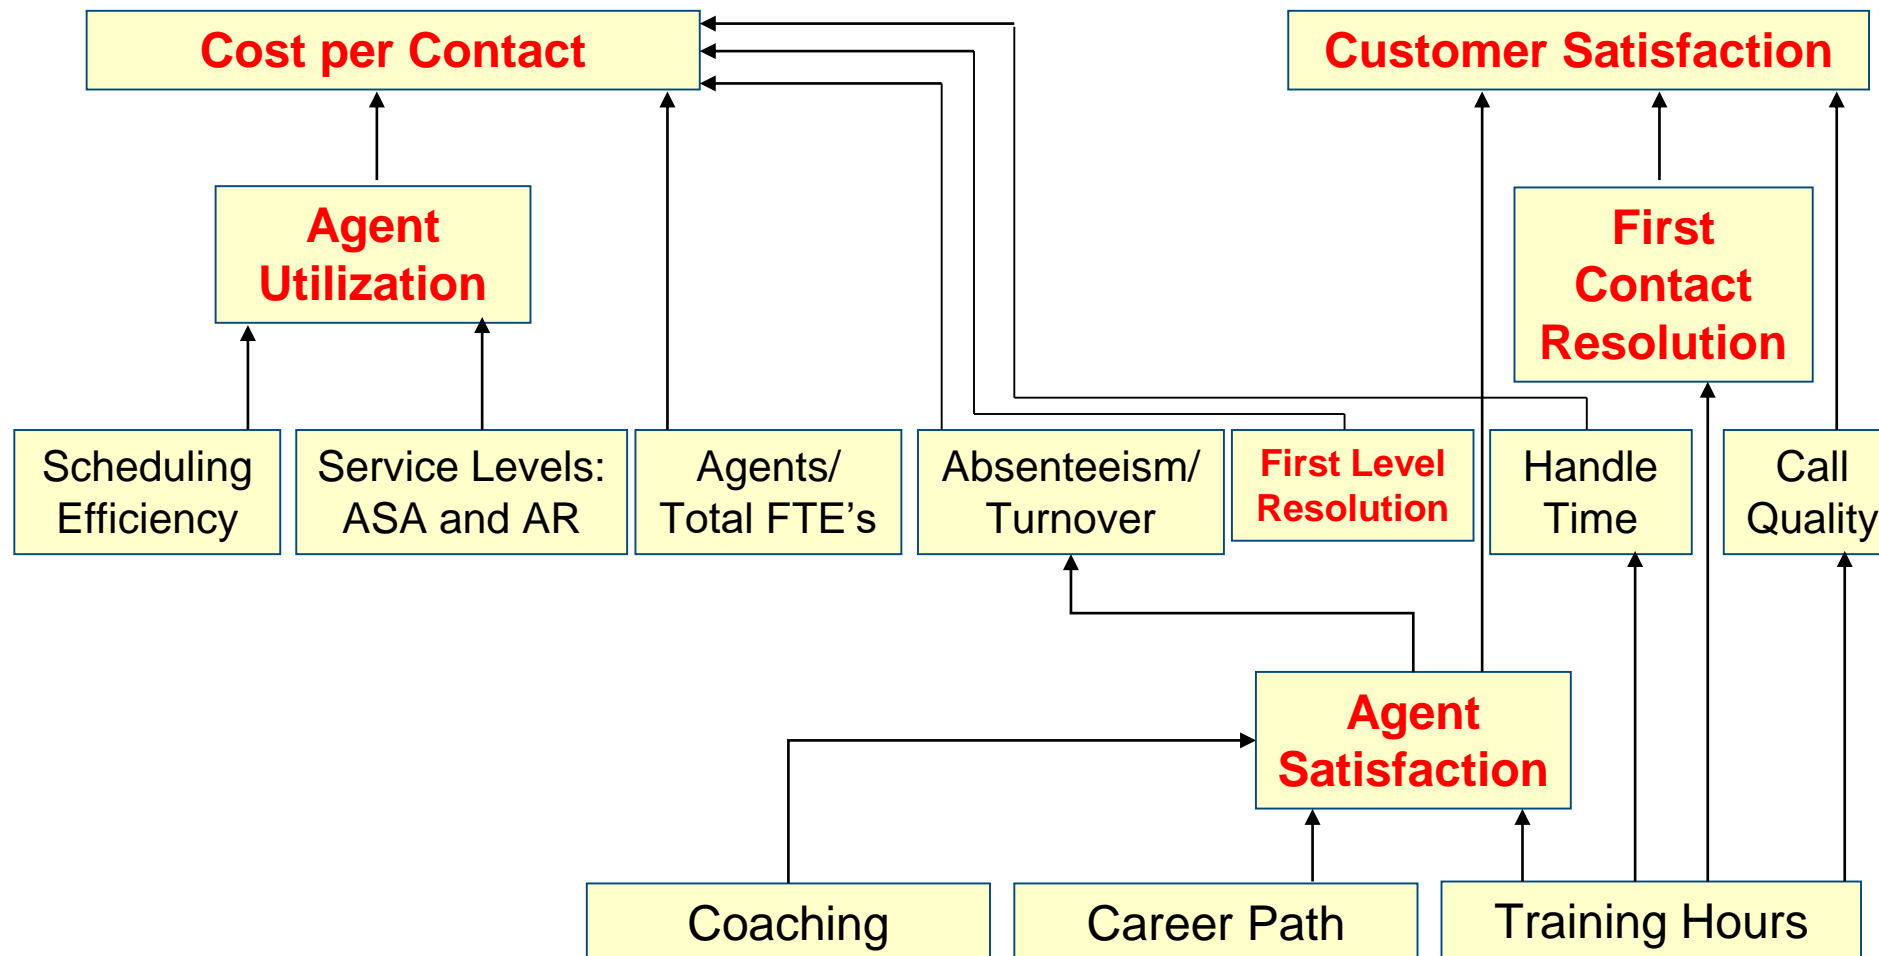 Cost per Contact
Customer Satisfaction
Agent
Utilization
First
Contact
Resolution
Scheduling
Efficiency
Service Levels:
ASA and AR
Agents/
Total FTE’s
Absenteeism/
Turnover
First Level
Resolution
Handle
Time
Call
Quality
Agent
Satisfaction
Coaching
Career Path
Training Hours